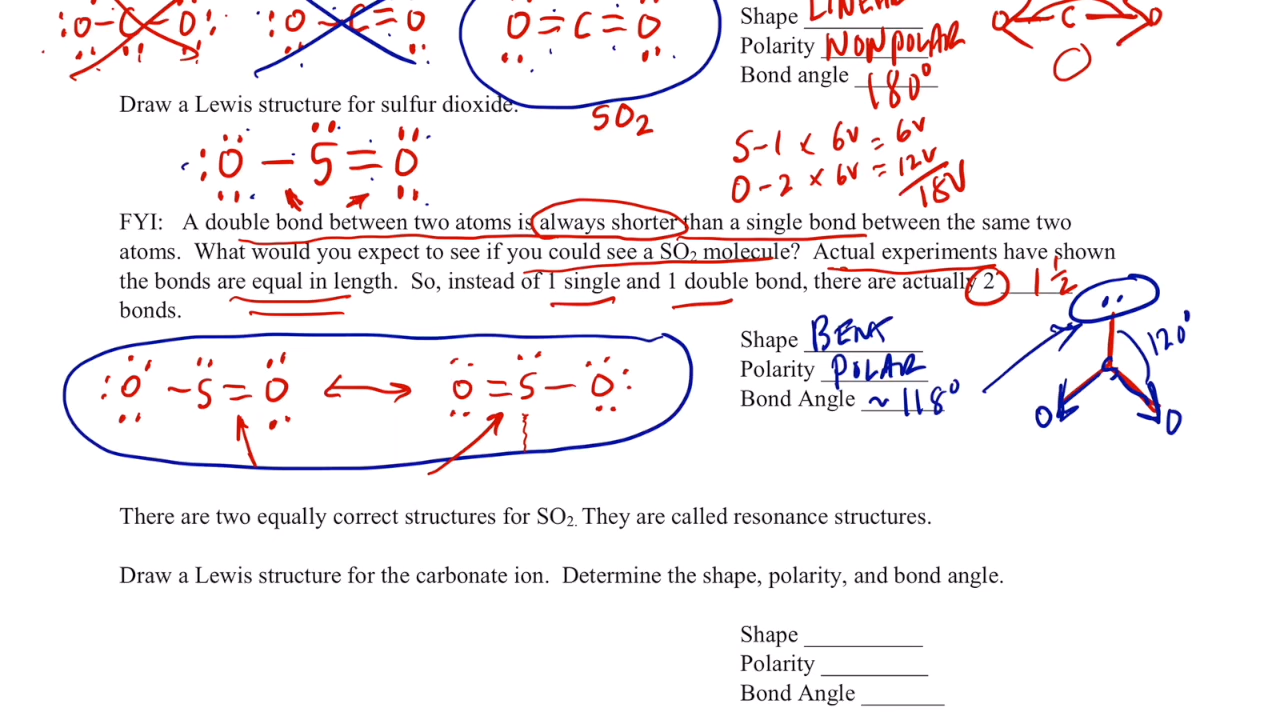 :O-C-O: :O-C=O O=C=O
Shape LINEAR
O C O
Polarity NONPOLAR
Bond angle 180°
Draw a Lewis structure for sulfur dioxide.
SO2
:O - S = O
S-1 x 6v = 6v
O-2 x 6v = 12v
18v
FYI: A double bond between two atoms is always shorter than a single bond between the same two
atoms. What would you expect to see if you could see a SO2 molecule? Actual experiments have shown
the bonds are equal in length. So, instead of 1 single and 1 double bond, there are actually 2 1 1/2
bonds.
:O - S = O ↔ O = S - O:
Shape BENT
Polarity POLAR
Bond Angle ~118°
120°
S
O O
There are two equally correct structures for SO2. They are called resonance structures.
Draw a Lewis structure for the carbonate ion. Determine the shape, polarity, and bond angle.
Shape
Polarity
Bond Angle